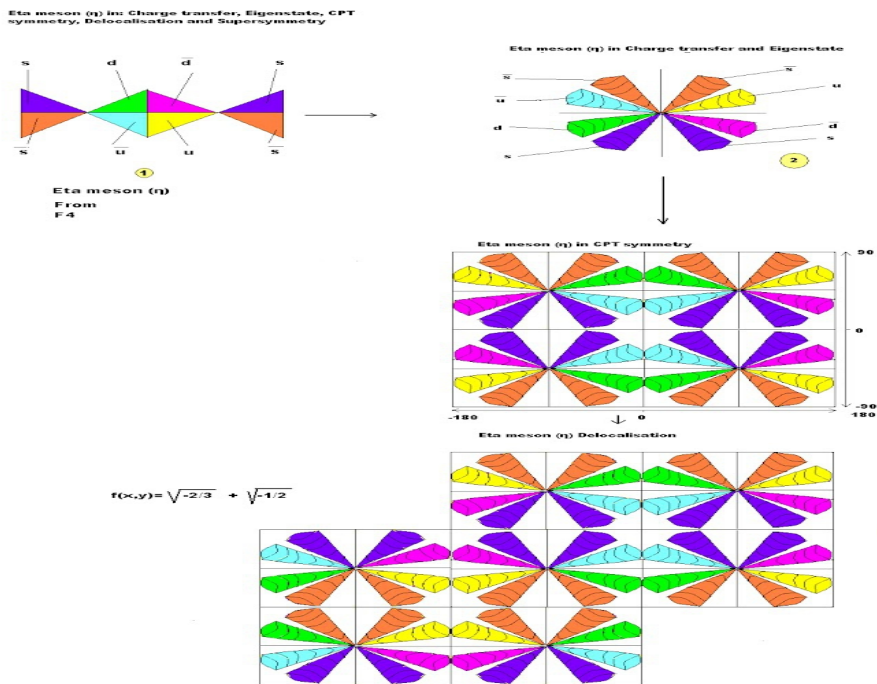 Eta meson (η) in: Charge transfer, Eigenstate, CPT
symmetry, Delocalisation and Supersymmetry
Eta meson (η) in Charge transfer and Eigenstate
s d d̅ s
s̅ u̅ u s̅
1
Eta meson (η)
From
F4
s̅ s̅
u̅ u
d d̅
s s
2
Eta meson (η) in CPT symmetry
90
0
-90
-180 0 180
Eta meson (η) Delocalisation
f(x,y)= √-2/3 + √-1/2